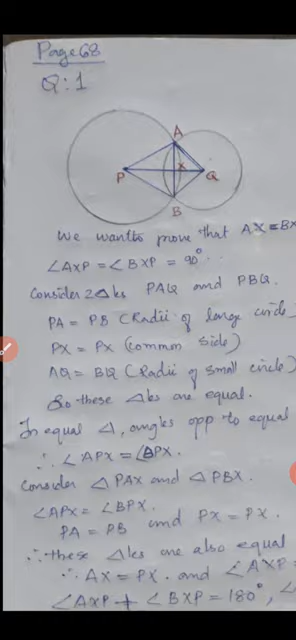 Page 68
Q:1
A
P
X
Q
B
We want to prove that AX = BX
∠AXP = ∠BXP = 90°
Consider 2 Δles PAQ and PBQ.
PA = PB (Radii of large circle)
PX = PX (common side)
AQ = BQ (Radii of small circle)
So these Δles are equal.
In equal Δ, angles opp to equal
∴ ∠APX = ∠BPX.
Consider Δ PAX and Δ PBX.
∠APX = ∠BPX.
PA = PB and PX = PX.
∴ these Δles are also equal
∴ AX = PX. and ∠AXP =
∠AXP + ∠BXP = 180°, ∠